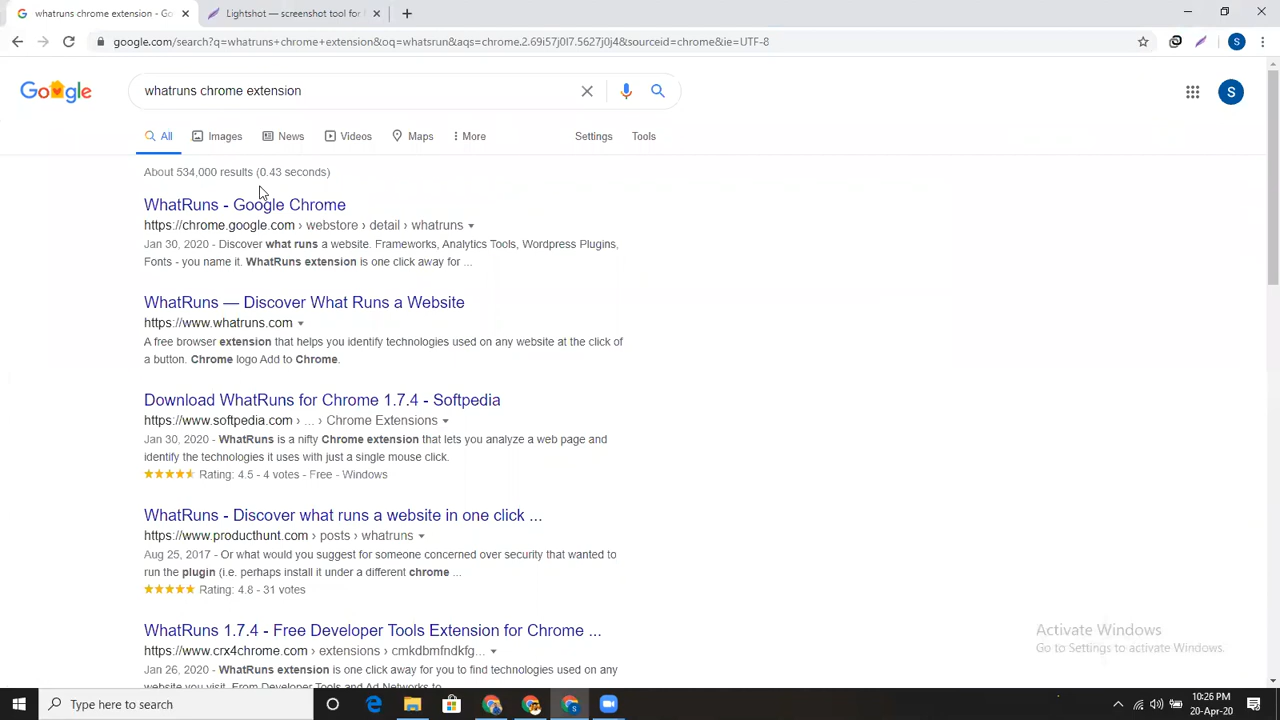 whatruns chrome extension - Go
Lightshot — screenshot tool for
google.com/search?q=whatruns+chrome+extension&oq=whatsrun&aqs=chrome.2.69i57j0l7.5627j0j4&sourceid=chrome&ie=UTF-8
S
Google
whatruns chrome extension
S
All
Images
News
Videos
Maps
More
Settings
Tools
About 534,000 results (0.43 seconds)
WhatRuns - Google Chrome
https://chrome.google.com › webstore › detail › whatruns
Jan 30, 2020 - Discover what runs a website. Frameworks, Analytics Tools, Wordpress Plugins,
Fonts - you name it. WhatRuns extension is one click away for ...
WhatRuns — Discover What Runs a Website
https://www.whatruns.com
A free browser extension that helps you identify technologies used on any website at the click of
a button. Chrome logo Add to Chrome.
Download WhatRuns for Chrome 1.7.4 - Softpedia
https://www.softpedia.com › ... › Chrome Extensions
Jan 30, 2020 - WhatRuns is a nifty Chrome extension that lets you analyze a web page and
identify the technologies it uses with just a single mouse click.
Rating: 4.5 - 4 votes - Free - Windows
WhatRuns - Discover what runs a website in one click ...
https://www.producthunt.com › posts › whatruns
Aug 25, 2017 - Or what would you suggest for someone concerned over security that wanted to
run the plugin (i.e. perhaps install it under a different chrome ...
Rating: 4.8 - 31 votes
WhatRuns 1.7.4 - Free Developer Tools Extension for Chrome ...
https://www.crx4chrome.com › extensions › cmkdbmfndkfg...
Jan 26, 2020 - WhatRuns extension is one click away for you to find technologies used on any
website you visit. From Developer Tools and Ad Networks to
Activate Windows
Go to Settings to activate Windows.
Type here to search
10:26 PM
20-Apr-20